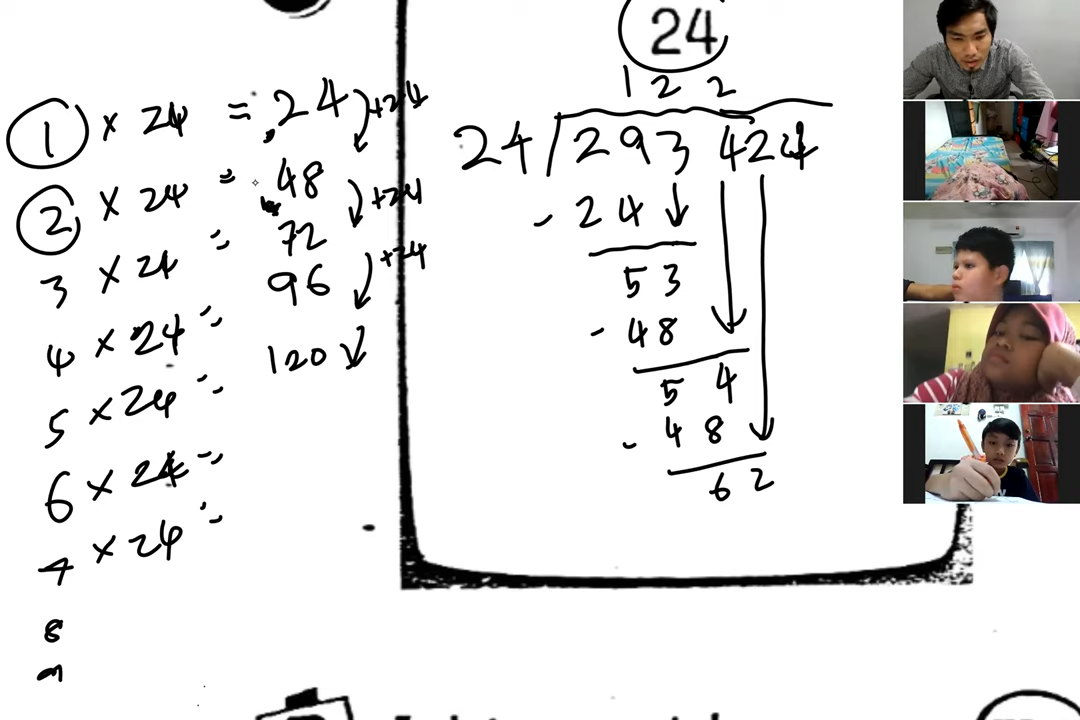 24
1 2 2
24 293 424
- 24
53
- 48
54
- 48
62
1 × 24 = 24 +24
2 × 24 = 48 +24
3 × 24 = 72 +24
4 × 24 = 96
5 × 24 = 120
6 × 24 =
7 × 24 =
8
9